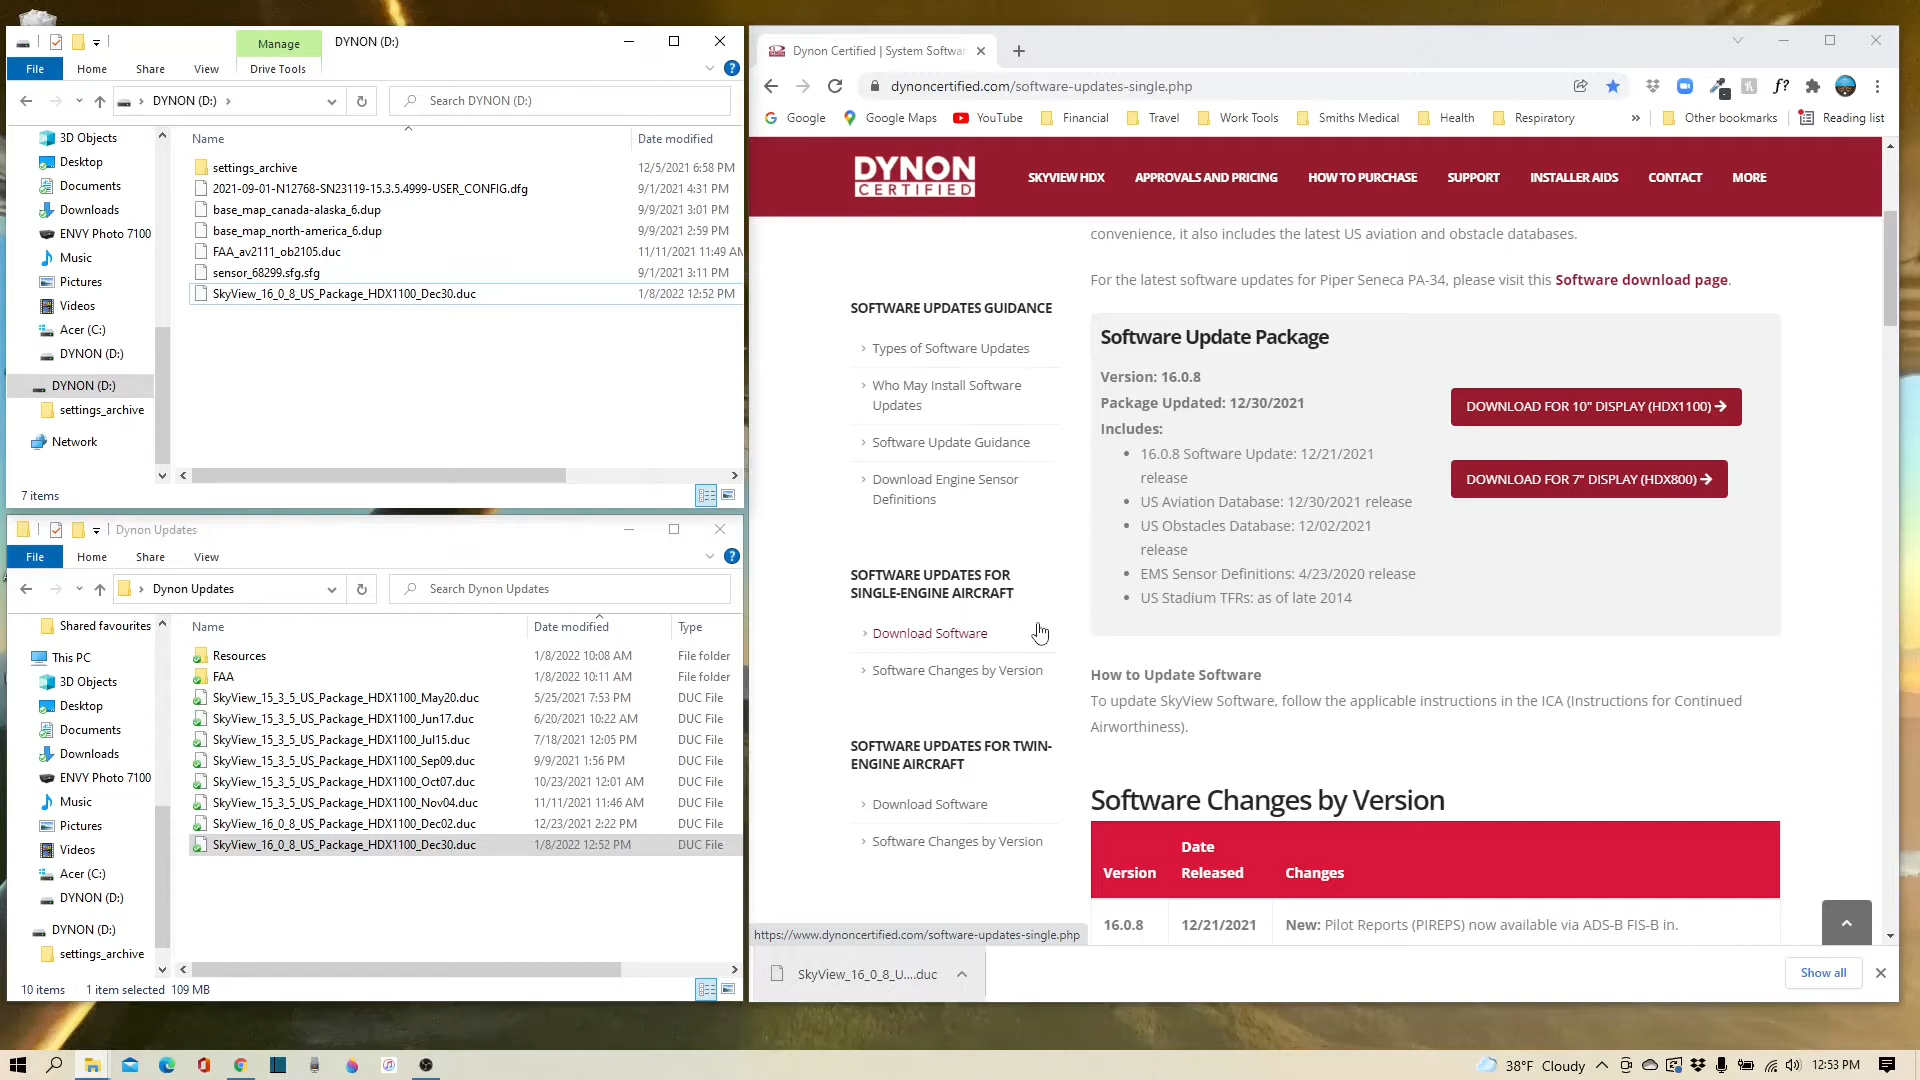 Manage
DYNON (D:)
File
Home
Share
View
Drive Tools
DYNON (D:)
Search DYNON (D:)
3D Objects
Desktop
Documents
Downloads
ENVY Photo 7100
Music
Pictures
Videos
Acer (C:)
DYNON (D:)
DYNON (D:)
settings_archive
Network
Name
Date modified
settings_archive 12/5/2021 6:58 PM
2021-09-01-N12768-SN23119-15.3.5.4999-USER_CONFIG.dfg 9/1/2021 4:31 PM
base_map_canada-alaska_6.dup 9/9/2021 3:01 PM
base_map_north-america_6.dup 9/9/2021 2:59 PM
FAA_av2111_ob2105.duc 11/11/2021 11:49 AM
sensor_68299.sfg.sfg 9/1/2021 3:11 PM
SkyView_16_0_8_US_Package_HDX1100_Dec30.duc 1/8/2022 12:52 PM
7 items
Dynon Updates
File
Home
Share
View
Dynon Updates
Search Dynon Updates
Shared favourites
This PC
3D Objects
Desktop
Documents
Downloads
ENVY Photo 7100
Music
Pictures
Videos
Acer (C:)
DYNON (D:)
DYNON (D:)
settings_archive
Name
Date modified
Type
Resources 1/8/2022 10:08 AM File folder
FAA 1/8/2022 10:11 AM File folder
SkyView_15_3_5_US_Package_HDX1100_May20.duc 5/25/2021 7:53 PM DUC File
SkyView_15_3_5_US_Package_HDX1100_Jun17.duc 6/20/2021 10:22 AM DUC File
SkyView_15_3_5_US_Package_HDX1100_Jul15.duc 7/18/2021 12:05 PM DUC File
SkyView_15_3_5_US_Package_HDX1100_Sep09.duc 9/9/2021 1:56 PM DUC File
SkyView_15_3_5_US_Package_HDX1100_Oct07.duc 10/23/2021 12:01 AM DUC File
SkyView_15_3_5_US_Package_HDX1100_Nov04.duc 11/11/2021 11:46 AM DUC File
SkyView_16_0_8_US_Package_HDX1100_Dec02.duc 12/23/2021 2:22 PM DUC File
SkyView_16_0_8_US_Package_HDX1100_Dec30.duc 1/8/2022 12:52 PM DUC File
10 items 1 item selected 109 MB
Dynon Certified | System Softwar
dynoncertified.com/software-updates-single.php
Google
Google Maps
YouTube
Financial
Travel
Work Tools
Smiths Medical
Health
Respiratory
»
Other bookmarks
Reading list
DYNON
CERTIFIED
SKYVIEW HDX
APPROVALS AND PRICING
HOW TO PURCHASE
SUPPORT
INSTALLER AIDS
CONTACT
MORE
SOFTWARE UPDATES GUIDANCE
Types of Software Updates
Who May Install Software
Updates
Software Update Guidance
Download Engine Sensor
Definitions
SOFTWARE UPDATES FOR
SINGLE-ENGINE AIRCRAFT
Download Software
Software Changes by Version
SOFTWARE UPDATES FOR TWIN-
ENGINE AIRCRAFT
Download Software
Software Changes by Version
convenience, it also includes the latest US aviation and obstacle databases.
For the latest software updates for Piper Seneca PA-34, please visit this Software download page.
Software Update Package
Version: 16.0.8
Package Updated: 12/30/2021
Includes:
• 16.0.8 Software Update: 12/21/2021
release
• US Aviation Database: 12/30/2021 release
• US Obstacles Database: 12/02/2021
release
• EMS Sensor Definitions: 4/23/2020 release
• US Stadium TFRs: as of late 2014
DOWNLOAD FOR 10" DISPLAY (HDX1100)
DOWNLOAD FOR 7" DISPLAY (HDX800)
How to Update Software
To update SkyView Software, follow the applicable instructions in the ICA (Instructions for Continued
Airworthiness).
Software Changes by Version
Version
Date
Released
Changes
16.0.8 12/21/2021 New: Pilot Reports (PIREPS) now available via ADS-B FIS-B in.
https://www.dynoncertified.com/software-updates-single.php
SkyView_16_0_8_U....duc
Show all
38°F Cloudy
12:53 PM